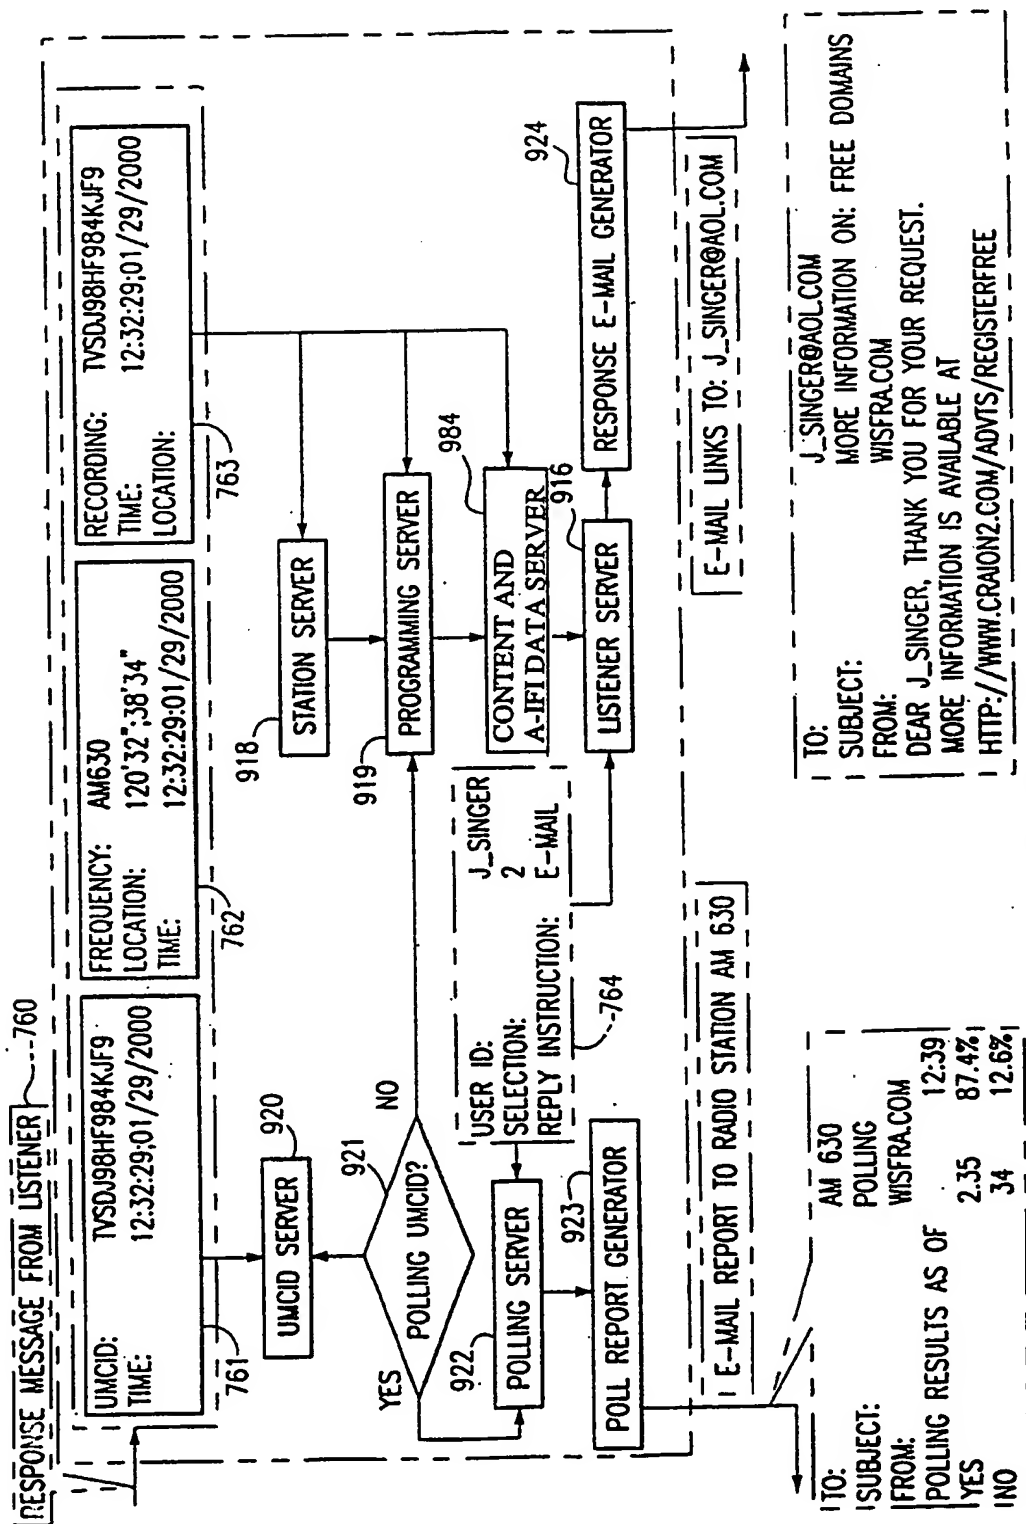 RESPONSE MESSAGE FROM LISTENER
760
UMCID: TVSDJ98HF984KJF9
TIME: 12:32:29;01/29/2000
761
FREQUENCY: AM630
LOCATION: 120'32";38'34"
TIME: 12:32:29:01/29/2000
762
RECORDING: TVSDJ98HF984KJF9
TIME: 12:32:29;01/29/2000
LOCATION:
763
UMCID SERVER
920
POLLING UMCID?
921
YES
NO
POLLING SERVER
922
POLL REPORT GENERATOR
923
STATION SERVER
918
PROGRAMMING SERVER
919
CONTENT AND
A-IFI DATA SERVER
984
LISTENER SERVER
916
RESPONSE E-MAIL GENERATOR
924
USER ID: J_SINGER
SELECTION: 2
REPLY INSTRUCTION: E-MAIL
764
E-MAIL REPORT TO RADIO STATION AM 630
E-MAIL LINKS TO: J_SINGER@AOL.COM
TO: AM 630
SUBJECT: POLLING
FROM: WISFRA.COM
POLLING RESULTS AS OF 12:39
YES 2.35 87.4%
NO 34 12.6%
TO: J_SINGER@AOL.COM
SUBJECT: MORE INFORMATION ON: FREE DOMAINS
FROM: WISFRA.COM
DEAR J_SINGER, THANK YOU FOR YOUR REQUEST.
MORE INFORMATION IS AVAILABLE AT
HTTP://WWW.CRAION2.COM/ADVTS/REGISTERFREE